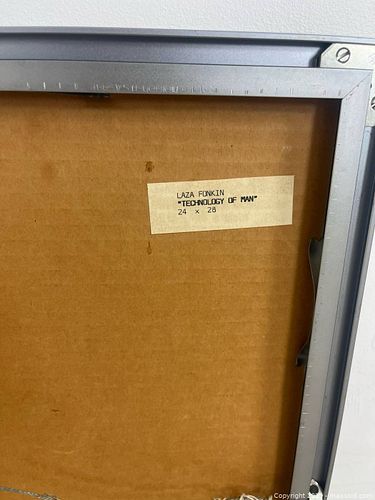 LAZA FONKIN
"TECHNOLOGY OF MAN"
24 x 28